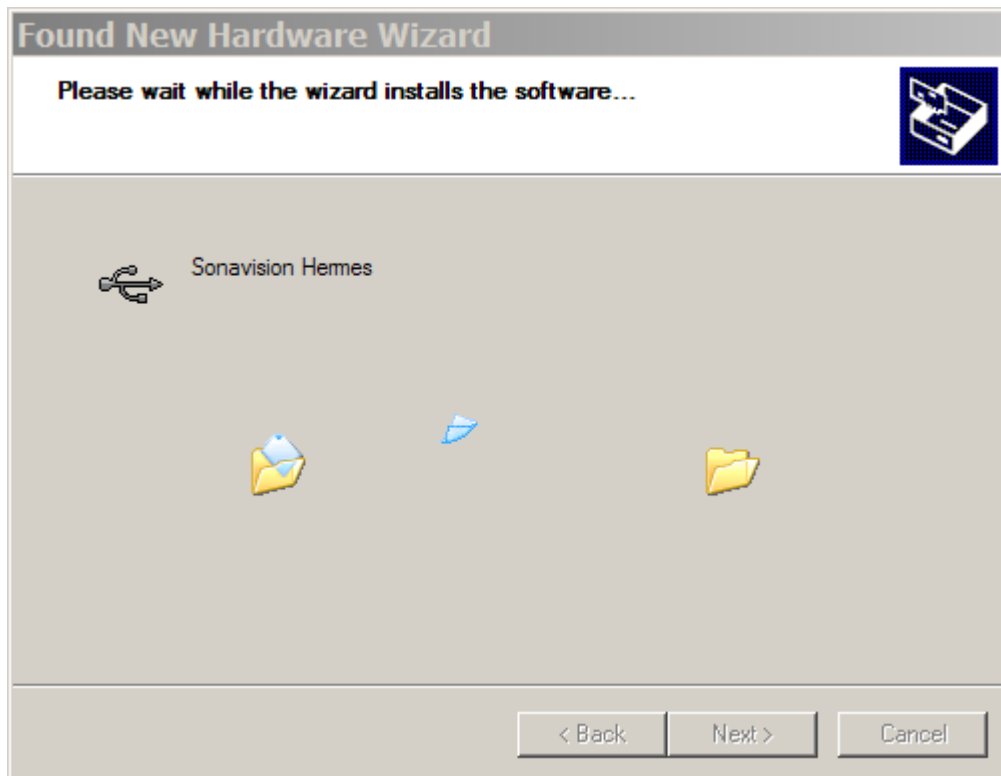 Found New Hardware Wizard
Please wait while the wizard installs the software...
Sonavision Hermes
< Back
Next >
Cancel